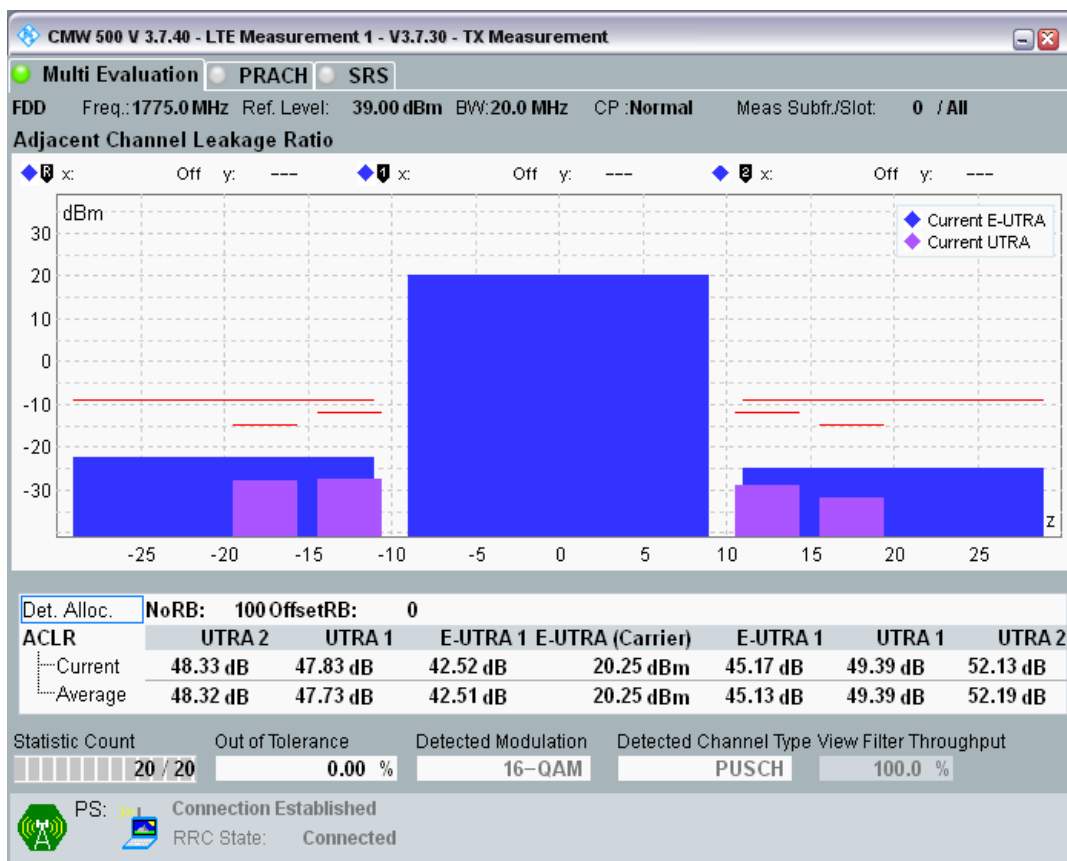 CMW 500 V 3.7.40 - LTE Measurement 1 - V3.7.30 - TX Measurement
Multi Evaluation PRACH SRS
FDD Freq.: 1775.0 MHz Ref. Level: 39.00 dBm BW: 20.0 MHz CP : Normal Meas Subfr./Slot: 0 / All
Adjacent Channel Leakage Ratio
R x: Off y: --- 1 x: Off y: --- 2 x: Off y: ---
dBm
Current E-UTRA
Current UTRA
30
20
10
0
-10
-20
-30
z
-25 -20 -15 -10 -5 0 5 10 15 20 25
Det. Alloc. NoRB: 100 OffsetRB: 0
ACLR UTRA 2 UTRA 1 E-UTRA 1 E-UTRA (Carrier) E-UTRA 1 UTRA 1 UTRA 2
Current 48.33 dB 47.83 dB 42.52 dB 20.25 dBm 45.17 dB 49.39 dB 52.13 dB
Average 48.32 dB 47.73 dB 42.51 dB 20.25 dBm 45.13 dB 49.39 dB 52.19 dB
Statistic Count Out of Tolerance Detected Modulation Detected Channel Type View Filter Throughput
20 / 20 0.00 % 16-QAM PUSCH 100.0 %
PS: Connection Established
RRC State: Connected